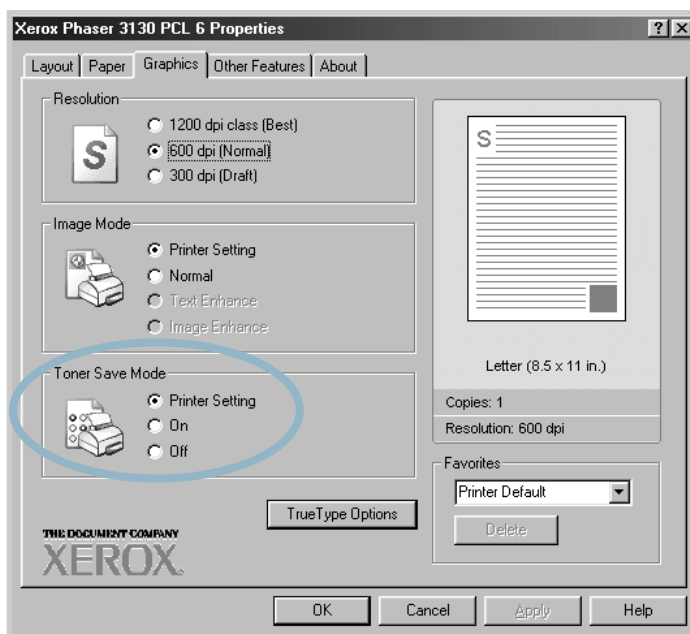 Xerox Phaser 3130 PCL 6 Properties
? X
Layout Paper Graphics Other Features About
Resolution
S
1200 dpi class (Best)
600 dpi (Normal)
300 dpi (Draft)
Image Mode
Printer Setting
Normal
Text Enhance
Image Enhance
Toner Save Mode
Printer Setting
On
Off
TrueType Options
THE DOCUMENT COMPANY
XEROX.
S
Letter (8.5 x 11 in.)
Copies: 1
Resolution: 600 dpi
Favorites
Printer Default
Delete
OK Cancel Apply Help